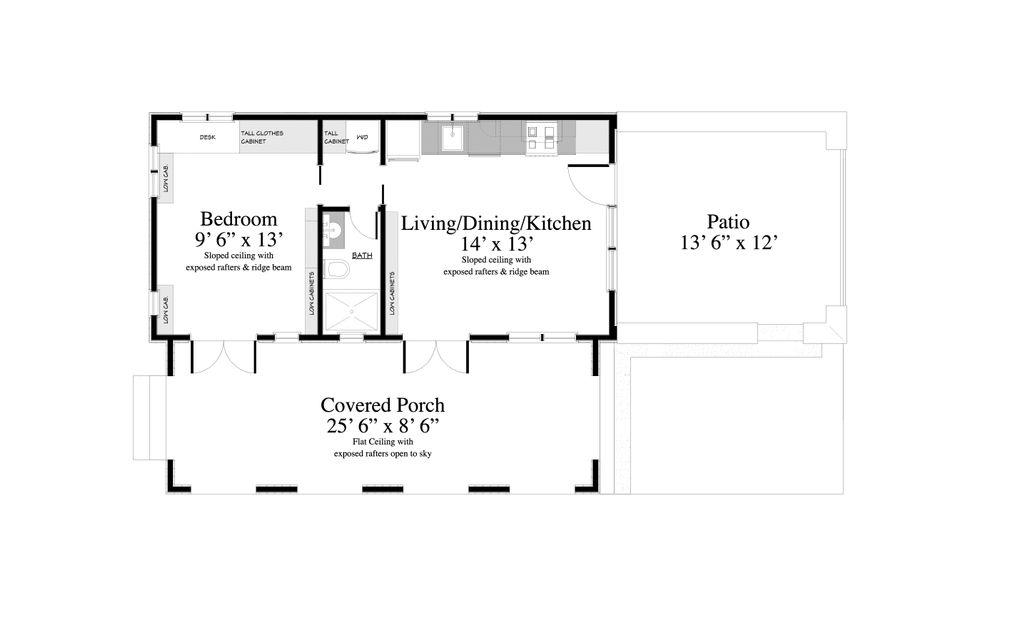 DESK
TALL CLOTHES
CABINET
TALL
CABINET
W/D
LOW CAB.
Bedroom
9’ 6” x 13’
Sloped ceiling with
exposed rafters & ridge beam
LOW CAB.
LOW CABINETS
BATH
LOW CABINETS
Living/Dining/Kitchen
14’ x 13’
Sloped ceiling with
exposed rafters & ridge beam
Patio
13’ 6” x 12’
Covered Porch
25’ 6” x 8’ 6”
Flat Ceiling with
exposed rafters open to sky